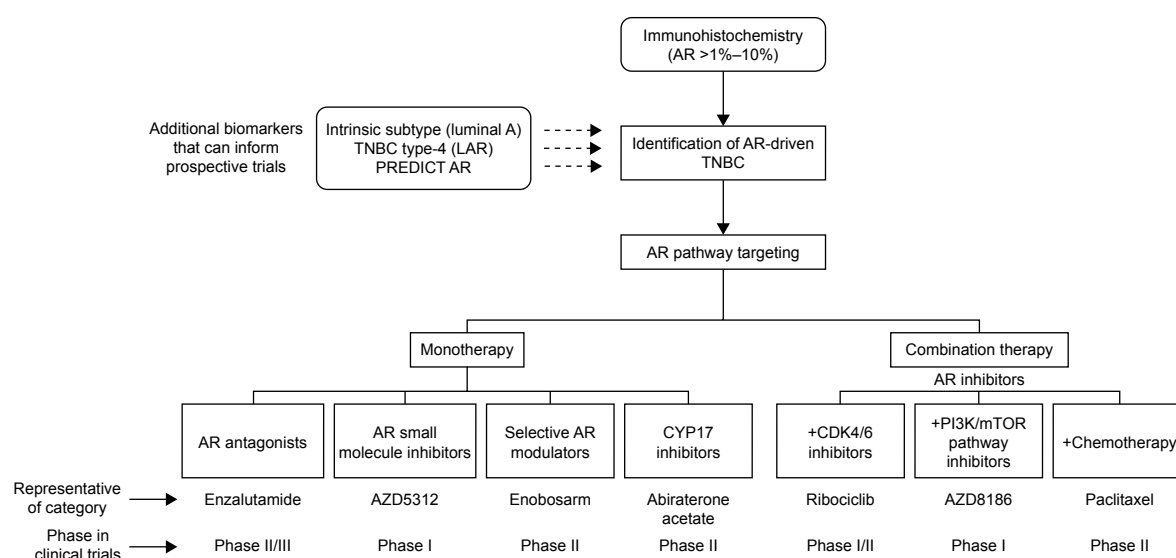 Immunohistochemistry
(AR >1%–10%)
Additional biomarkers
that can inform
prospective trials
Intrinsic subtype (luminal A)
TNBC type-4 (LAR)
PREDICT AR
Identification of AR-driven
TNBC
AR pathway targeting
Monotherapy
Combination therapy
AR inhibitors
AR antagonists
AR small
molecule inhibitors
Selective AR
modulators
CYP17
inhibitors
+CDK4/6
inhibitors
+PI3K/mTOR
pathway
inhibitors
+Chemotherapy
Representative
of category
Enzalutamide
AZD5312
Enobosarm
Abiraterone
acetate
Ribociclib
AZD8186
Paclitaxel
Phase in
clinical trials
Phase II/III
Phase I
Phase II
Phase II
Phase I/II
Phase I
Phase II